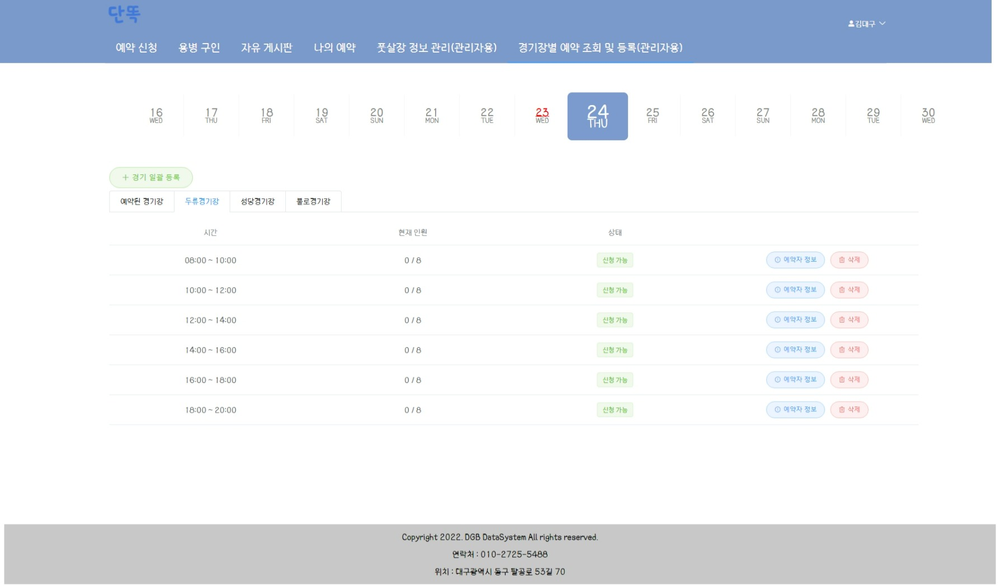 단똑
김대구
예약 신청 용병 구인 자유 게시판 나의 예약 풋살장 정보 관리(관리자용) 경기장별 예약 조회 및 등록(관리자용)
16 17 18 19 20 21 22 23 24 25 26 27 28 29 30
WED THU FRI SAT SUN MON TUE WED THU FRI SAT SUN MON TUE WED
+ 경기 일괄 등록
예약된 경기장 두류경기장 성당경기장 불로경기장
시간 현재 인원 상태
08:00 ~ 10:00 0 / 8 신청 가능 예약자 정보 삭제
10:00 ~ 12:00 0 / 8 신청 가능 예약자 정보 삭제
12:00 ~ 14:00 0 / 8 신청 가능 예약자 정보 삭제
14:00 ~ 16:00 0 / 8 신청 가능 예약자 정보 삭제
16:00 ~ 18:00 0 / 8 신청 가능 예약자 정보 삭제
18:00 ~ 20:00 0 / 8 신청 가능 예약자 정보 삭제
Copyright 2022. DGB DataSystem All rights reserved.
연락처 : 010-2725-5488
위치 : 대구광역시 동구 팔공로 53길 70